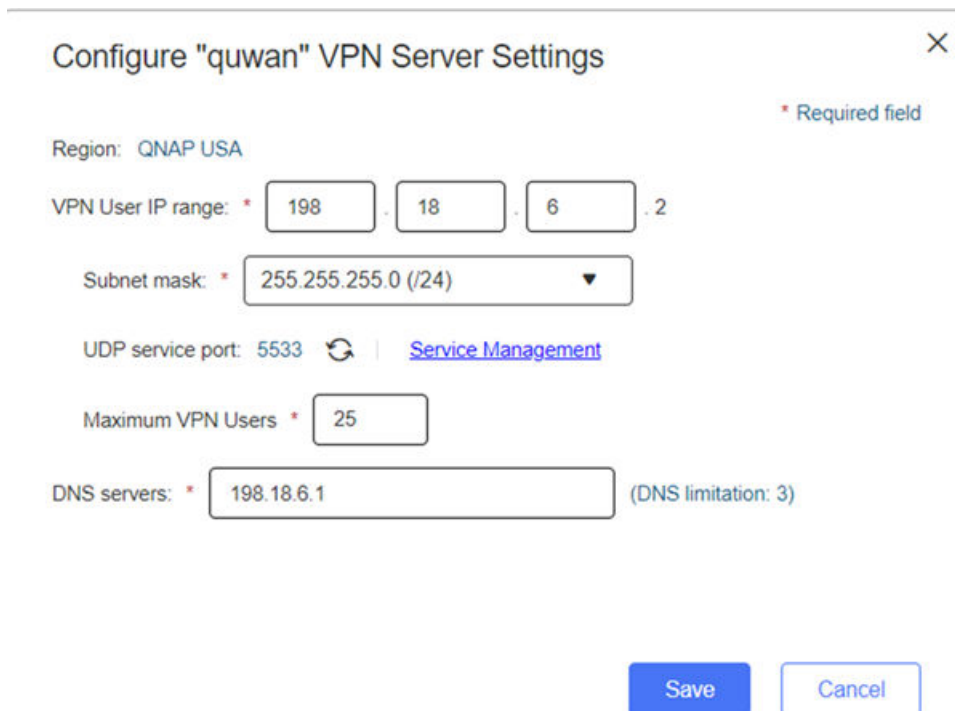 Configure "quwan" VPN Server Settings
* Required field
Region: QNAP USA
VPN User IP range: * 198 . 18 . 6 . 2
Subnet mask: * 255.255.255.0 (/24)
UDP service port: 5533 | Service Management
Maximum VPN Users * 25
DNS servers: * 198.18.6.1 (DNS limitation: 3)
Save Cancel